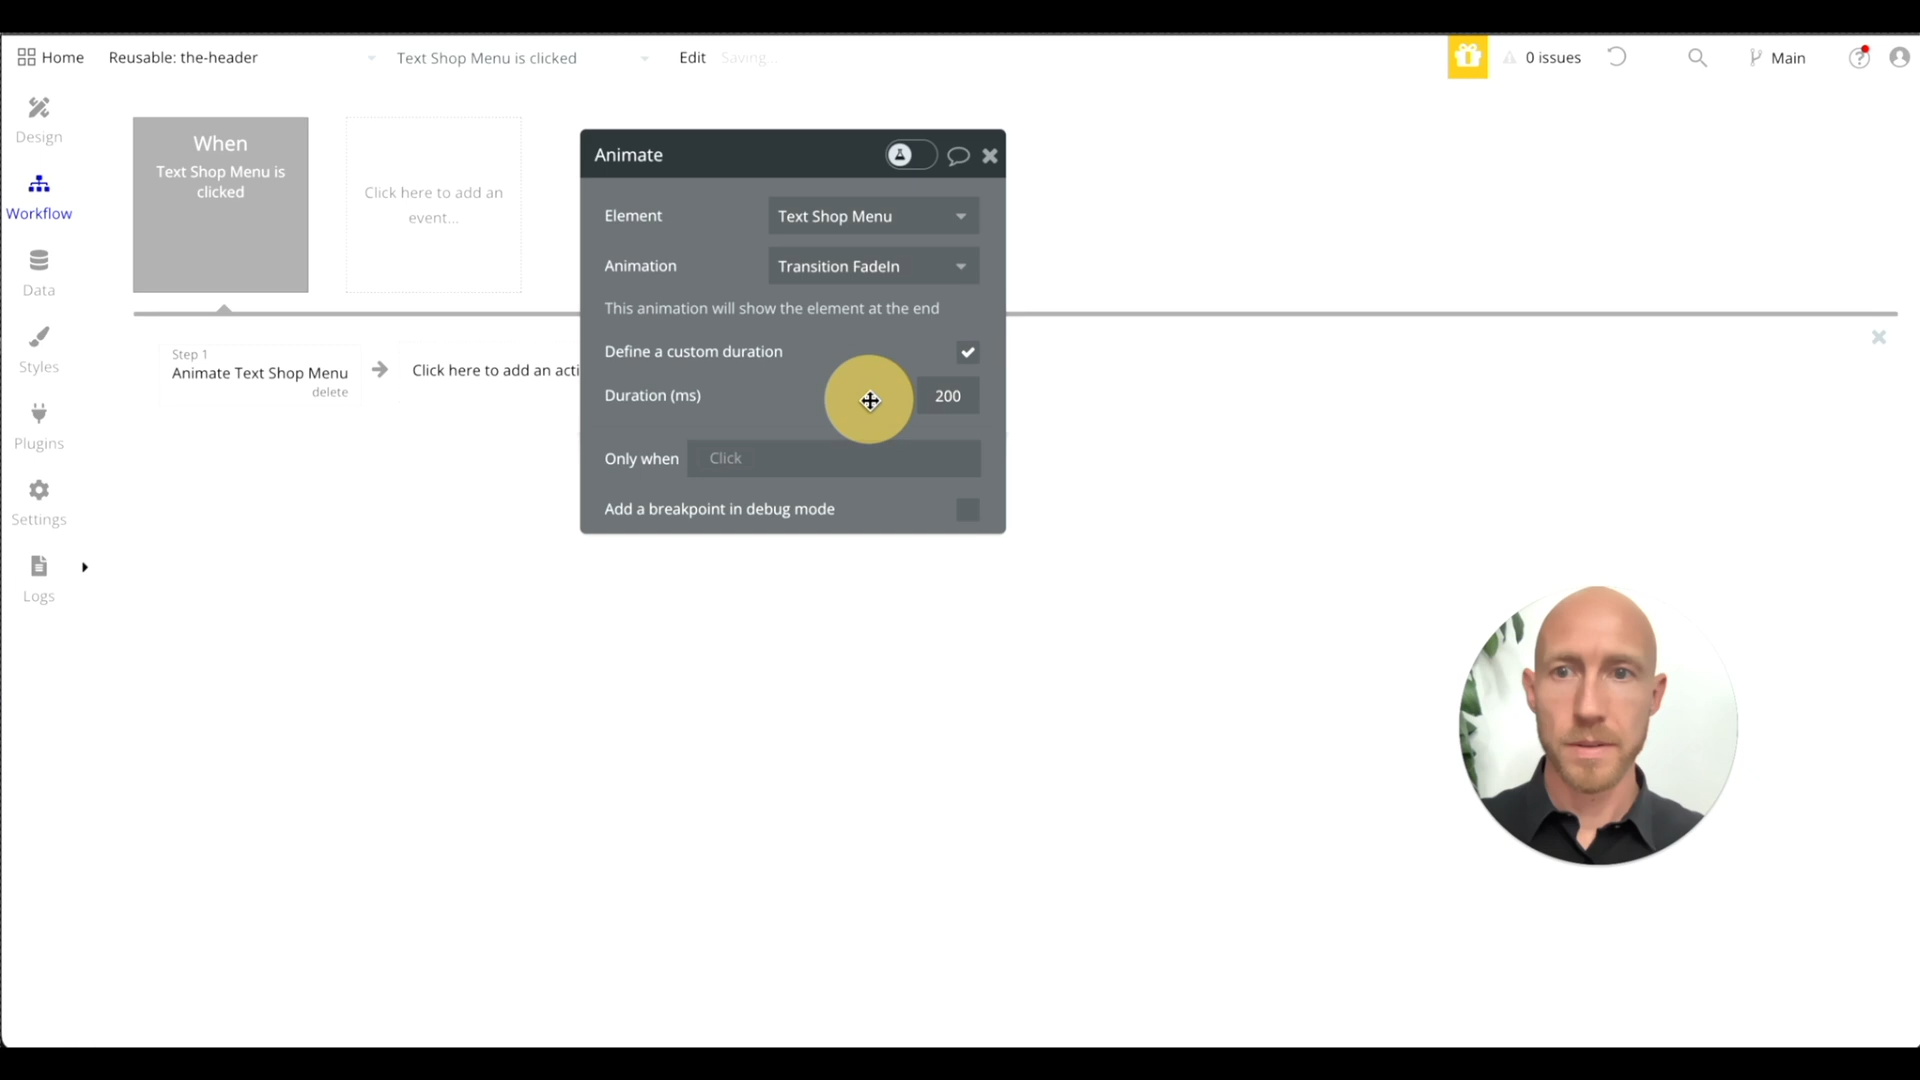 Home
Reusable: the-header
Text Shop Menu is clicked
Edit
Saving...
0 issues
Main
Design
Workflow
Data
Styles
Plugins
Settings
Logs
When
Text Shop Menu is
clicked
Click here to add an
event...
Step 1
Animate Text Shop Menu
delete
Click here to add an acti
Animate
Element
Text Shop Menu
Animation
Transition FadeIn
This animation will show the element at the end
Define a custom duration
Duration (ms)
200
Only when
Click
Add a breakpoint in debug mode